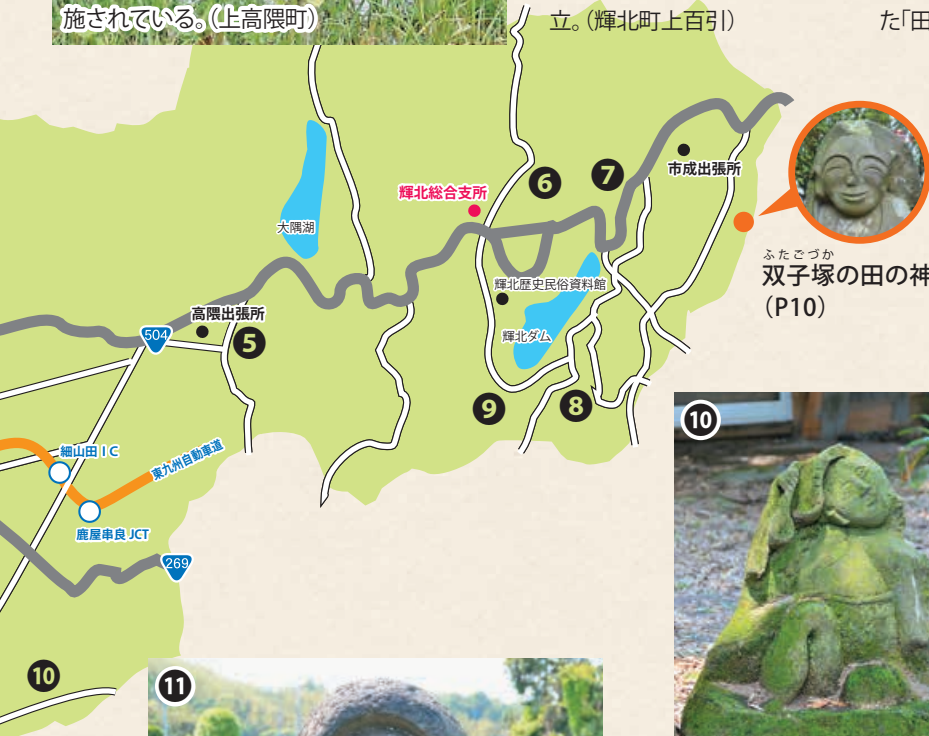 施されている。(上高隈町)
立。(輝北町上百引)
た「田
市成出張所
⑦
⑥
輝北総合支所
大隅湖
ふたごづか
双子塚の田の神
(P10)
輝北歴史民俗資料館
高隈出張所
504
⑤
輝北ダム
⑨
⑧
⑩
細山田IC
東九州自動車道
鹿屋串良JCT
269
⑩
⑪